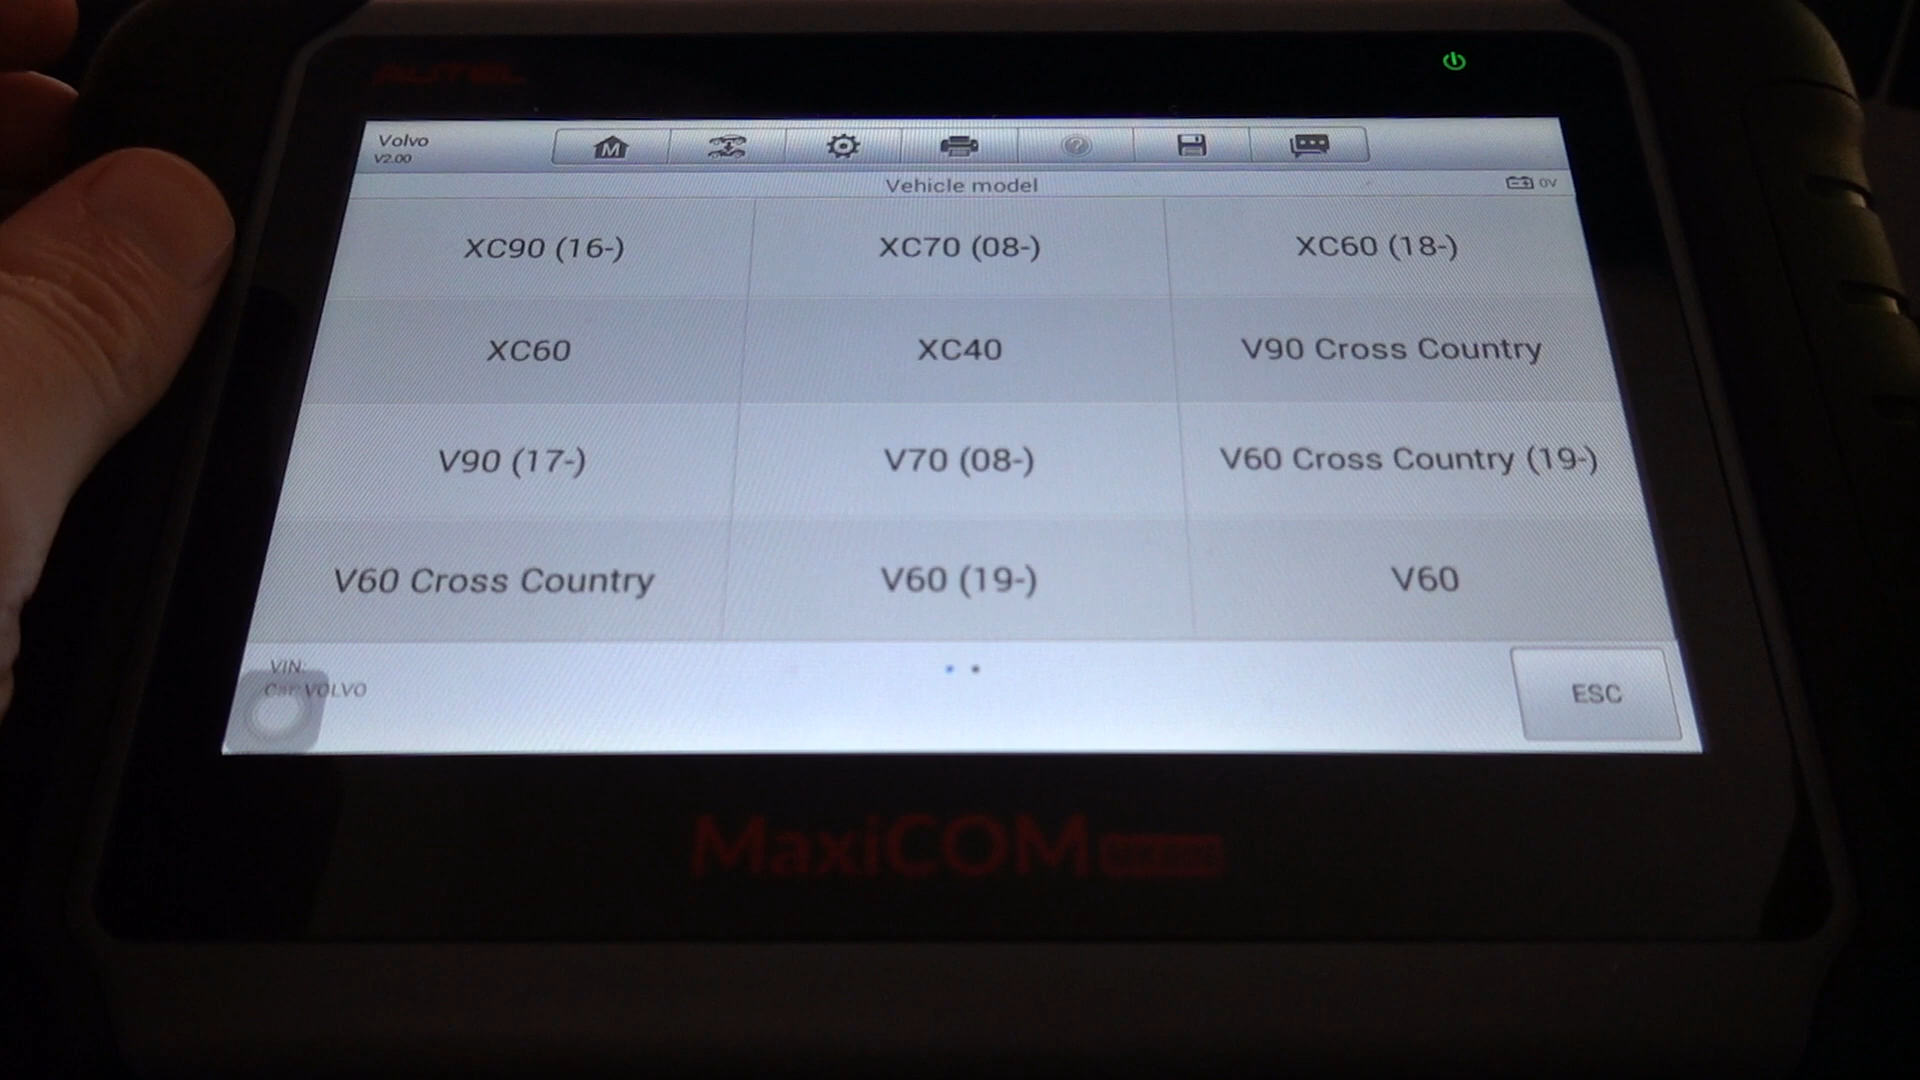 AUTEL
Volvo
V2.00
M
Vehicle model
0V
XC90 (16-)
XC70 (08-)
XC60 (18-)
XC60
XC40
V90 Cross Country
V90 (17-)
V70 (08-)
V60 Cross Country (19-)
V60 Cross Country
V60 (19-)
V60
VIN:
Car: VOLVO
ESC
MaxiCOM